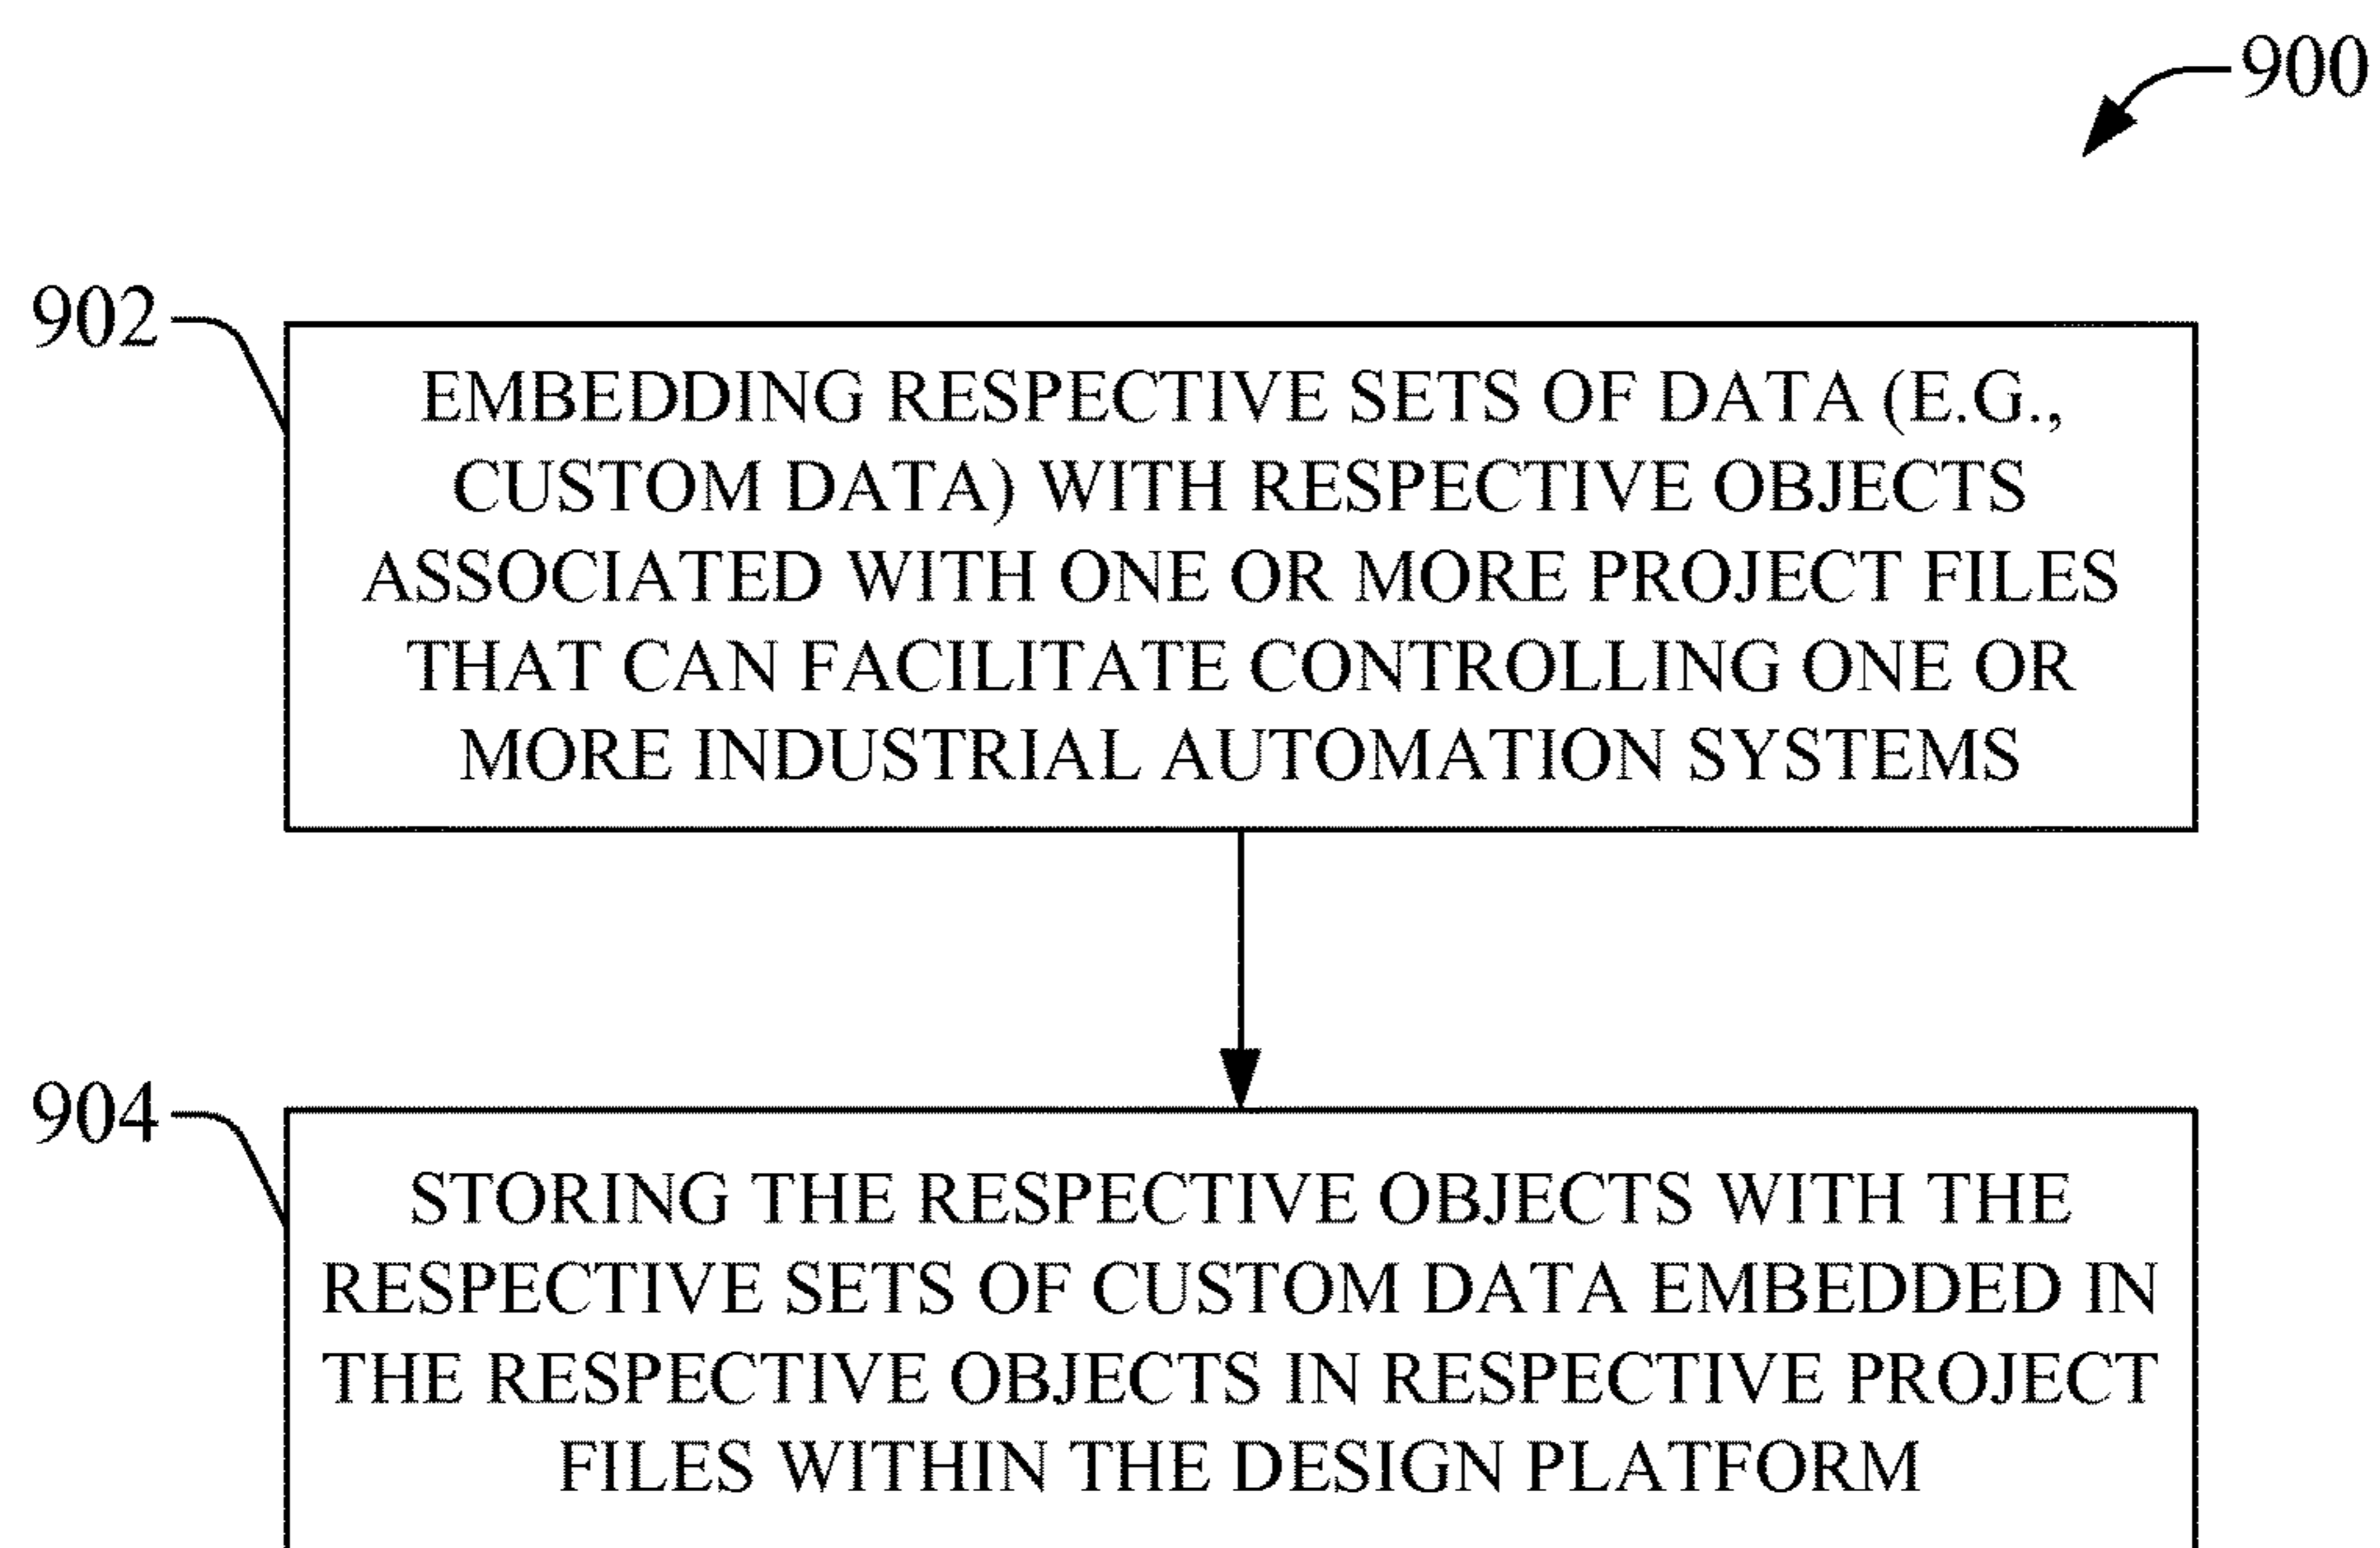 900
902
EMBEDDING RESPECTIVE SETS OF DATA (E.G.,
CUSTOM DATA) WITH RESPECTIVE OBJECTS
ASSOCIATED WITH ONE OR MORE PROJECT FILES
THAT CAN FACILITATE CONTROLLING ONE OR
MORE INDUSTRIAL AUTOMATION SYSTEMS
904
STORING THE RESPECTIVE OBJECTS WITH THE
RESPECTIVE SETS OF CUSTOM DATA EMBEDDED IN
THE RESPECTIVE OBJECTS IN RESPECTIVE PROJECT
FILES WITHIN THE DESIGN PLATFORM